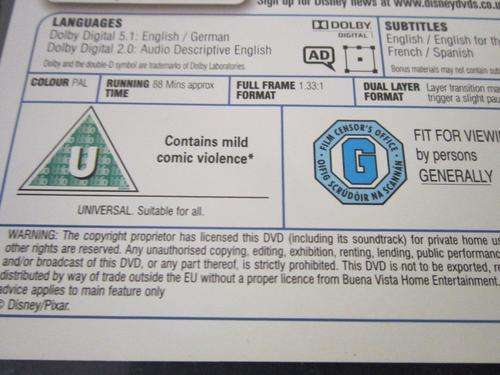 Sign up for Disney news at www.disneydvds.co.u
LANGUAGES
Dolby Digital 5.1: English / German
Dolby Digital 2.0: Audio Descriptive English
Dolby and the double-D symbol are trademarks of Dolby Laboratories.
DOLBY
DIGITAL
AD
SUBTITLES
English / English for the
French / Spanish
Bonus materials may not contain sub
COLOUR PAL
RUNNING TIME 88 Mins approx
FULL FRAME FORMAT 1.33:1
DUAL LAYER FORMAT Layer transition ma
trigger a slight pa
U
Contains mild
comic violence*
UNIVERSAL. Suitable for all.
FILM CENSOR'S OFFICE
G
OIFIG SCRÚDÓIR NA SCANNÁN
FIT FOR VIEWIN
by persons
GENERALLY
WARNING: The copyright proprietor has licensed this DVD (including its soundtrack) for private home us
other rights are reserved. Any unauthorised copying, editing, exhibition, renting, lending, public performance
and/or broadcast of this DVD, or any part thereof, is strictly prohibited. This DVD is not to be exported, re
distributed by way of trade outside the EU without a proper licence from Buena Vista Home Entertainment.
advice applies to main feature only
© Disney/Pixar.